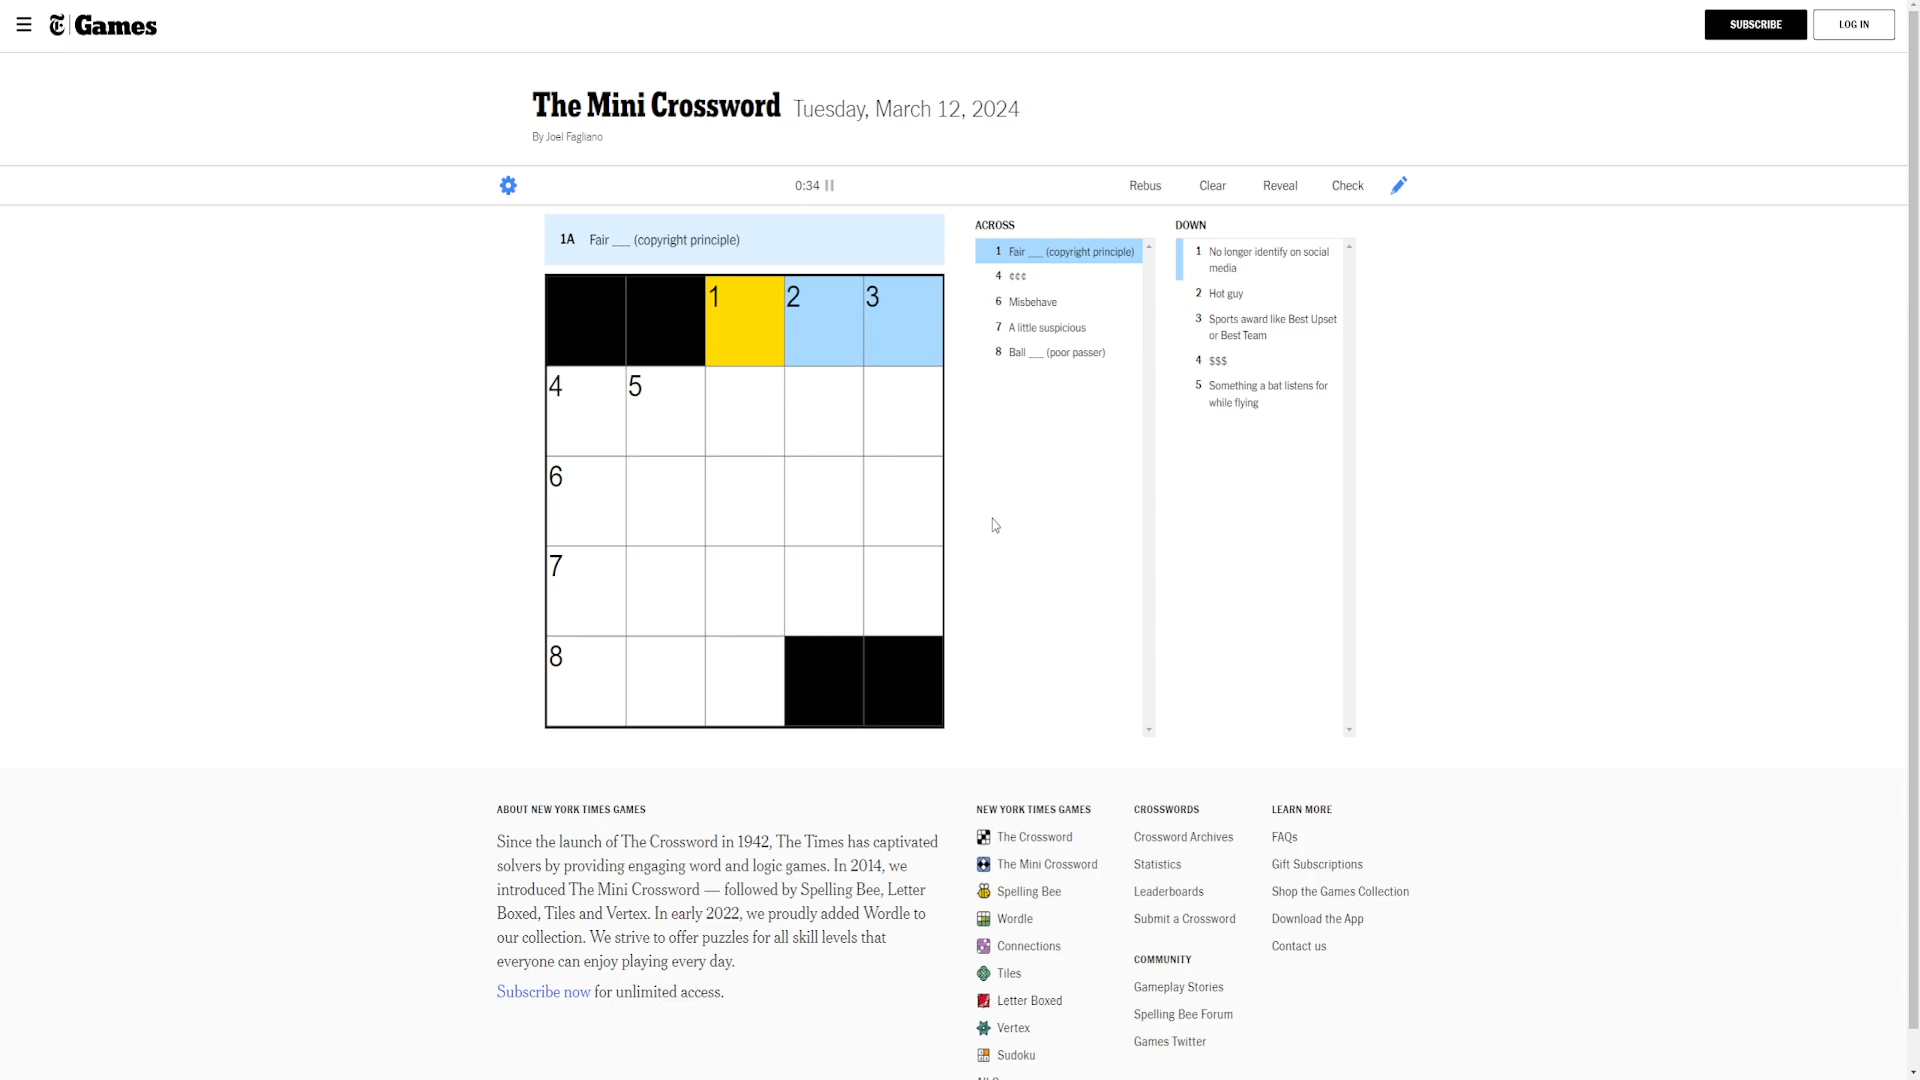 Games
SUBSCRIBE
LOG IN
The Mini Crossword Tuesday, March 12, 2024
By Joel Fagliano
0:34
Rebus
Clear
Reveal
Check
1A Fair ___ (copyright principle)
1
2
3
4
5
6
7
8
ACROSS
1 Fair ___ (copyright principle)
4 ¢¢¢
6 Misbehave
7 A little suspicious
8 Ball ___ (poor passer)
DOWN
1 No longer identify on social
media
2 Hot guy
3 Sports award like Best Upset
or Best Team
4 $$$
5 Something a bat listens for
while flying
ABOUT NEW YORK TIMES GAMES
Since the launch of The Crossword in 1942, The Times has captivated
solvers by providing engaging word and logic games. In 2014, we
introduced The Mini Crossword — followed by Spelling Bee, Letter
Boxed, Tiles and Vertex. In early 2022, we proudly added Wordle to
our collection. We strive to offer puzzles for all skill levels that
everyone can enjoy playing every day.
Subscribe now for unlimited access.
NEW YORK TIMES GAMES
The Crossword
The Mini Crossword
Spelling Bee
Wordle
Connections
Tiles
Letter Boxed
Vertex
Sudoku
CROSSWORDS
Crossword Archives
Statistics
Leaderboards
Submit a Crossword
COMMUNITY
Gameplay Stories
Spelling Bee Forum
Games Twitter
LEARN MORE
FAQs
Gift Subscriptions
Shop the Games Collection
Download the App
Contact us